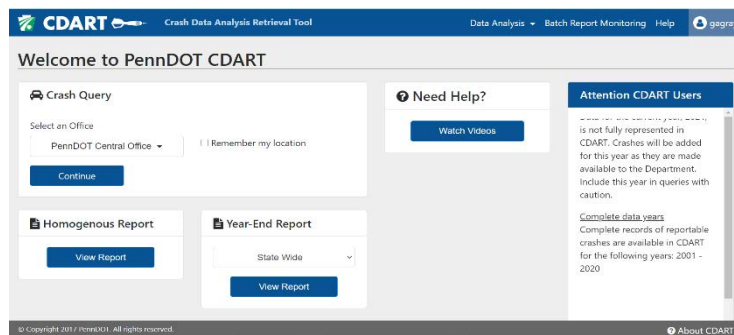 CDART Crash Data Analysis Retrieval Tool
Data Analysis Batch Report Monitoring Help gagra
Welcome to PennDOT CDART
Crash Query
Select an Office
PennDOT Central Office
Remember my location
Continue
Need Help?
Watch Videos
Homogenous Report
View Report
Year-End Report
State Wide
View Report
Attention CDART Users
is not fully represented in
CDART. Crashes will be added
for this year as they are made
available to the Department.
Include this year in queries with
caution.
Complete data years
Complete records of reportable
crashes are available in CDART
for the following years: 2001 -
2020
© Copyright 2017 PennDOT. All rights reserved.
About CDART